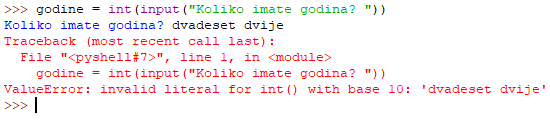 >>> godine = int(input("Koliko imate godina? "))
Koliko imate godina? dvadeset dvije
Traceback (most recent call last):
  File "<pyshell#7>", line 1, in <module>
    godine = int(input("Koliko imate godina? "))
ValueError: invalid literal for int() with base 10: 'dvadeset dvije'
>>>